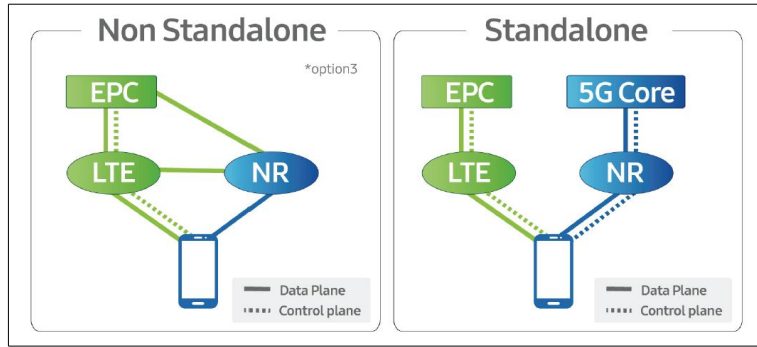 Non Standalone
*option3
EPC
LTE
NR
Data Plane
Control plane
Standalone
EPC
5G Core
LTE
NR
Data Plane
Control plane